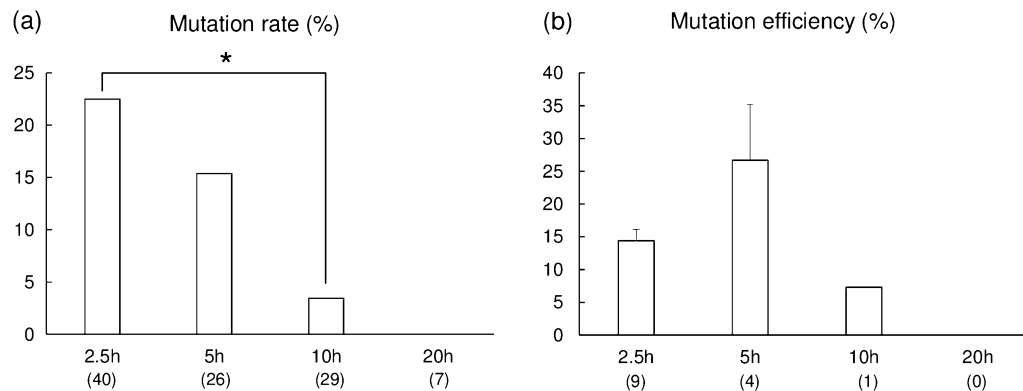 (a)
Mutation rate (%)
*
25
20
15
10
5
0
2.5h
5h
10h
20h
(40)
(26)
(29)
(7)
(b)
Mutation efficiency (%)
40
35
30
25
20
15
10
5
0
2.5h
5h
10h
20h
(9)
(4)
(1)
(0)